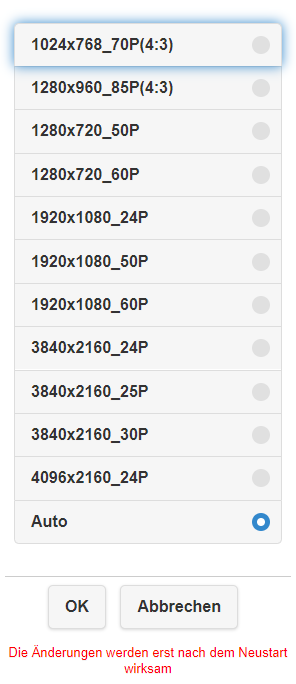 1024x768_70P(4:3)
1280x960_85P(4:3)
1280x720_50P
1280x720_60P
1920x1080_24P
1920x1080_50P
1920x1080_60P
3840x2160_24P
3840x2160_25P
3840x2160_30P
4096x2160_24P
Auto
OK Abbrechen
Die Änderungen werden erst nach dem Neustart
wirksam